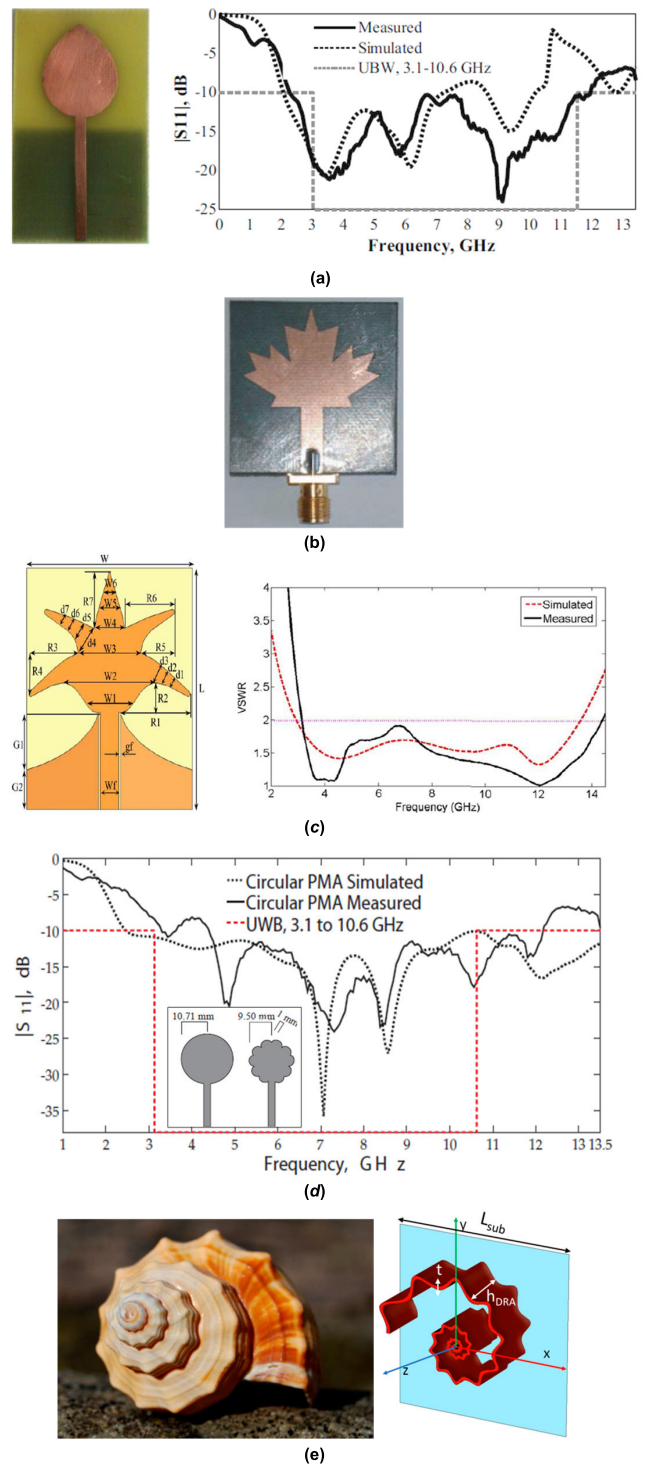 0
-5
-10
-15
-20
-25
|S11|, dB
Measured
Simulated
UBW, 3.1-10.6 GHz
0 1 2 3 4 5 6 7 8 9 10 11 12 13
Frequency, GHz
(a)
(b)
W
W6
R7
W5
R6
d7
d6
d5
W4
d4
R3
W3
R5
d3
d2
d1
R4
W2
L
W1
R2
R1
G1
gf
G2
Wf
4
3.5
3
2.5
2
1.5
1
VSWR
Simulated
Measured
2 4 6 8 10 12 14
Frequency (GHz)
(c)
0
-5
-10
-15
-20
-25
-30
-35
|S 11|, dB
Circular PMA Simulated
Circular PMA Measured
UWB, 3.1 to 10.6 GHz
10.71 mm
9.50 mm
1 mm
1 2 3 4 5 6 7 8 9 10 11 12 13 13.5
Frequency, GH z
(d)
Lsub
y
t
hDRA
x
z
(e)